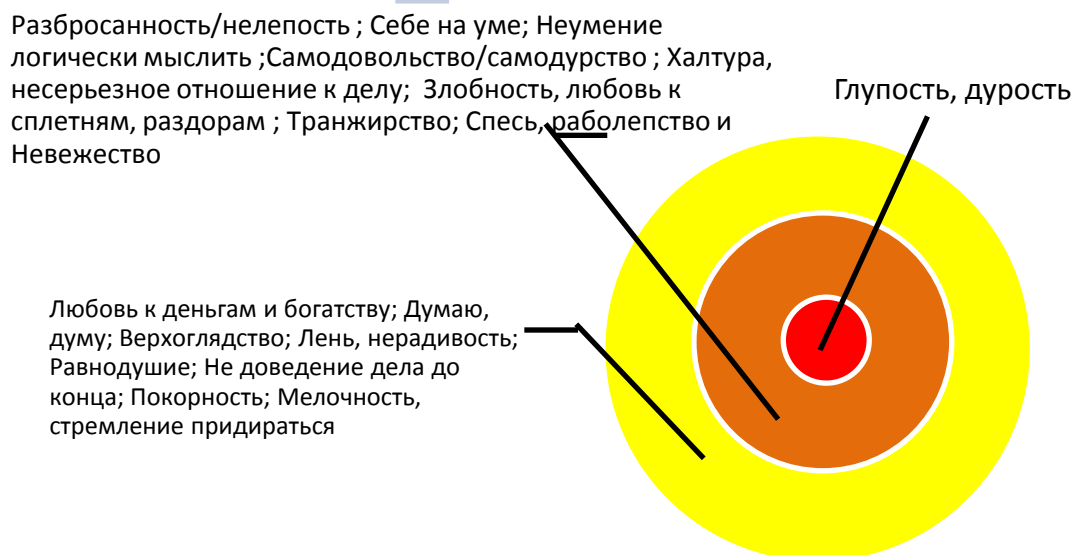 Разбросанность/нелепость ; Себе на уме; Неумение
логически мыслить ;Самодовольство/самодурство ; Халтура,
несерьезное отношение к делу;  Злобность, любовь к
сплетням, раздорам ; Транжирство; Спесь, раболепство и
Невежество
Глупость, дурость
Любовь к деньгам и богатству; Думаю,
думу; Верхоглядство; Лень, нерадивость;
Равнодушие; Не доведение дела до
конца; Покорность; Мелочность,
стремление придираться